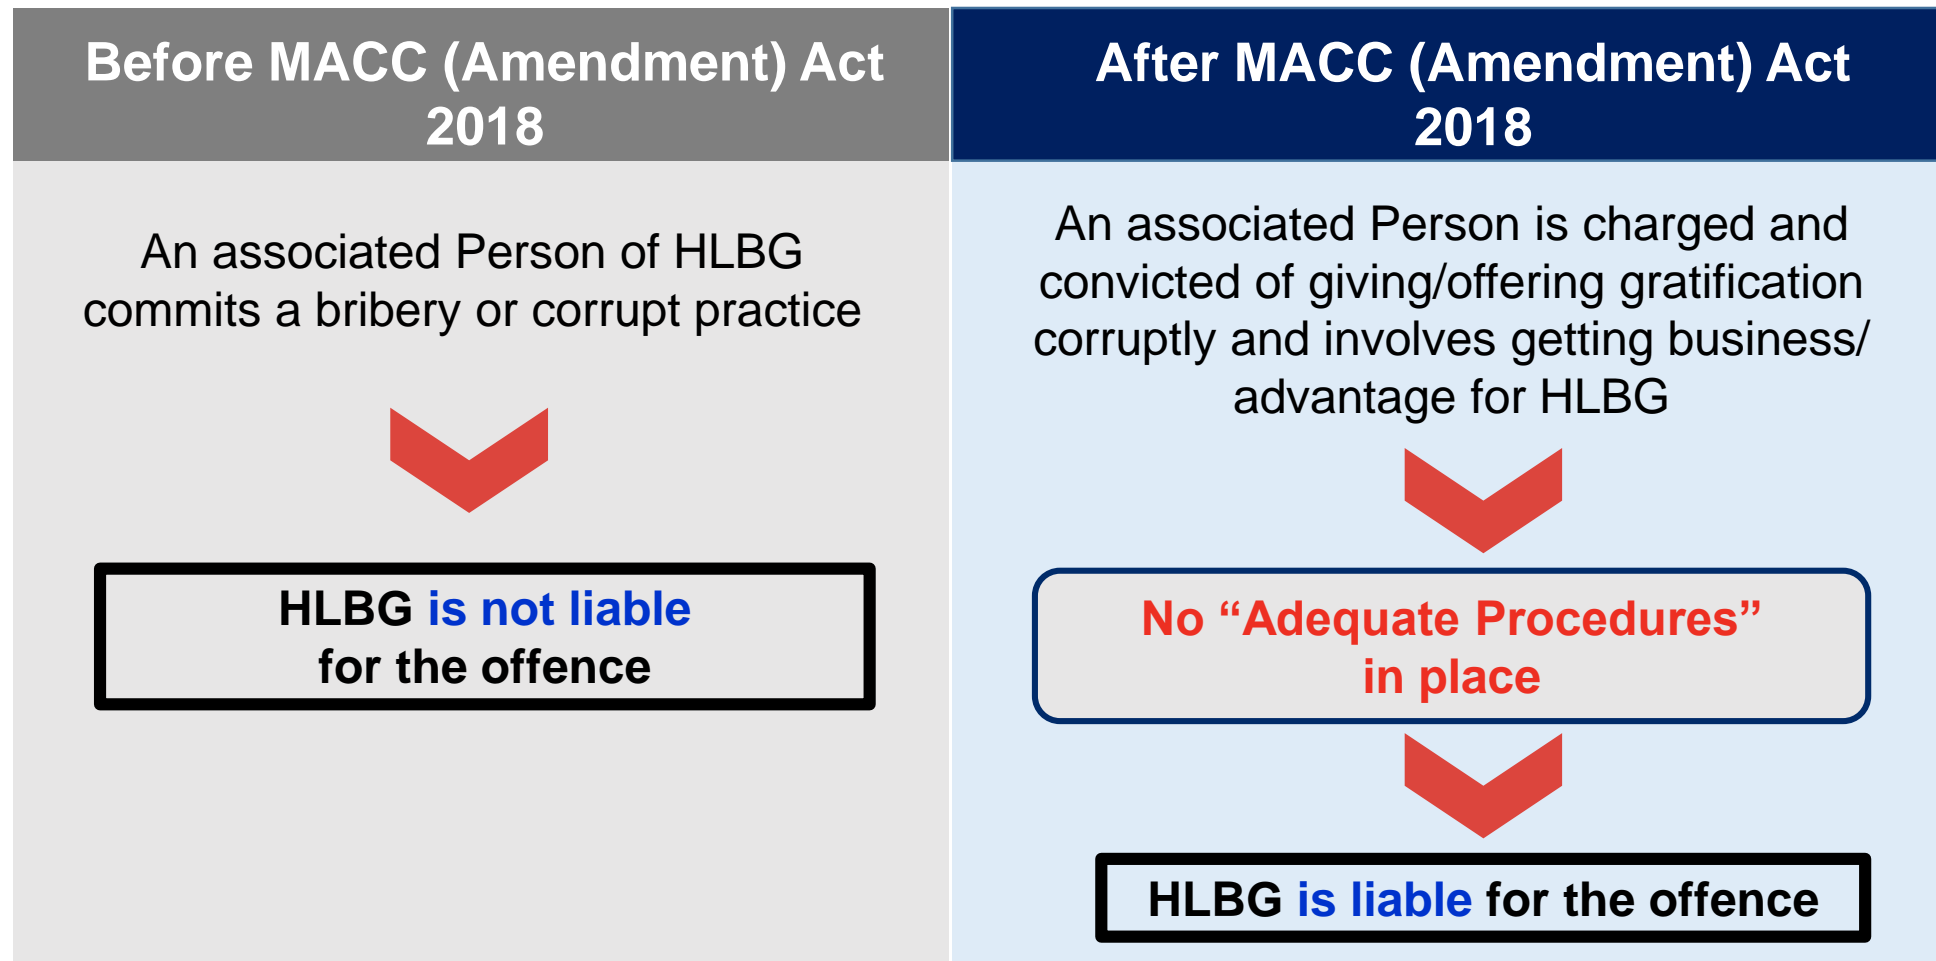 Before MACC (Amendment) Act
2018
An associated Person of HLBG
commits a bribery or corrupt practice
HLBG is not liable
for the offence
After MACC (Amendment) Act
2018
An associated Person is charged and
convicted of giving/offering gratification
corruptly and involves getting business/
advantage for HLBG
No “Adequate Procedures”
in place
HLBG is liable for the offence